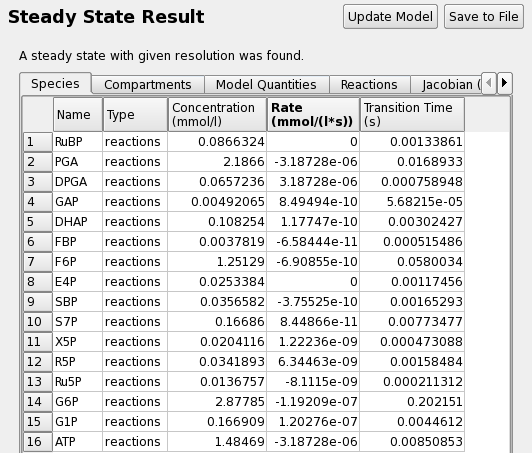 Steady State Result
Update Model
Save to File
A steady state with given resolution was found.
Species Compartments Model Quantities Reactions Jacobian (
Name Type Concentration (mmol/l) Rate (mmol/(l*s)) Transition Time (s)
1 RuBP reactions 0.0866324 0 0.00133861
2 PGA reactions 2.1866 -3.18728e-06 0.0168933
3 DPGA reactions 0.0657236 3.18728e-06 0.000758948
4 GAP reactions 0.00492065 8.49494e-10 5.68215e-05
5 DHAP reactions 0.108254 1.17747e-10 0.00302427
6 FBP reactions 0.0037819 -6.58444e-11 0.000515486
7 F6P reactions 1.25129 -6.90855e-10 0.0580034
8 E4P reactions 0.0253384 0 0.00117456
9 SBP reactions 0.0356582 -3.75525e-10 0.00165293
10 S7P reactions 0.16686 8.44866e-11 0.00773477
11 X5P reactions 0.0204116 1.22236e-09 0.000473088
12 R5P reactions 0.0341893 6.34463e-09 0.00158484
13 Ru5P reactions 0.0136757 -8.1115e-09 0.000211312
14 G6P reactions 2.87785 -1.19209e-07 0.202151
15 G1P reactions 0.166909 1.20276e-07 0.0044612
16 ATP reactions 1.48469 -3.18728e-06 0.00850853